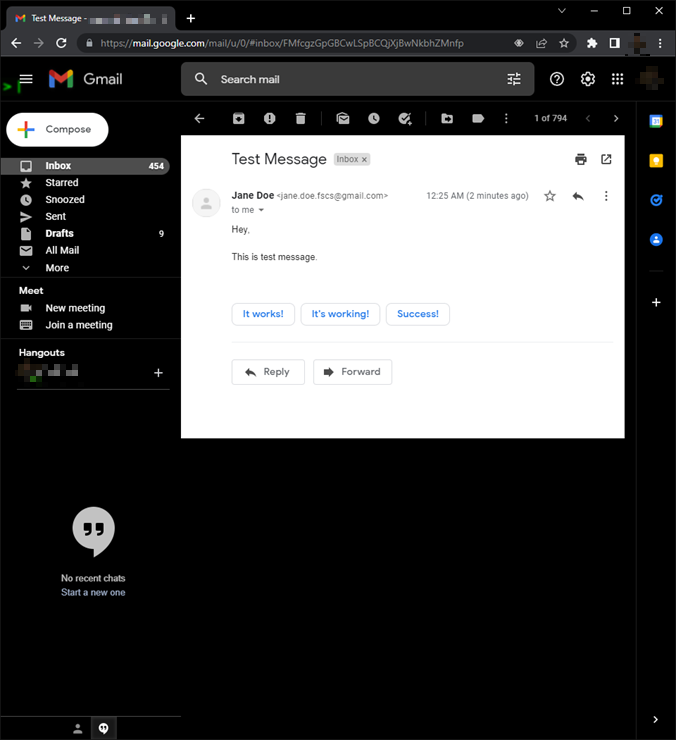 Test Message -
https://mail.google.com/mail/u/0/#inbox/FMfcgzGpGBCwLSpBCQjXjBwNkbhZMnfp
Gmail
Search mail
Compose
1 of 794
Inbox 454
Starred
Snoozed
Sent
Drafts 9
All Mail
More
Meet
New meeting
Join a meeting
Hangouts
No recent chats
Start a new one
Test Message Inbox x
Jane Doe <jane.doe.fscs@gmail.com> 12:25 AM (2 minutes ago)
to me
Hey,
This is test message.
It works! It's working! Success!
Reply Forward
31